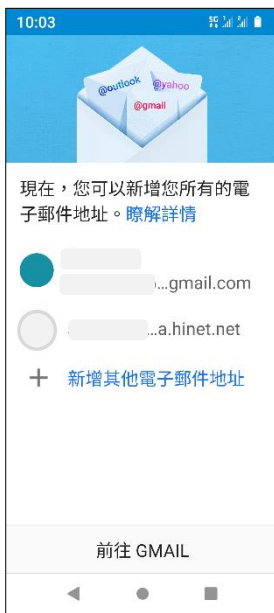 10:03
5G
@outlook
@yahoo
@gmail
現在，您可以新增您所有的電
子郵件地址。瞭解詳情
...gmail.com
...a.hinet.net
+ 新增其他電子郵件地址
前往 GMAIL